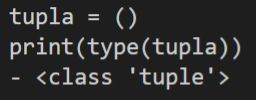 tupla = ()
print(type(tupla))
- <class 'tuple'>